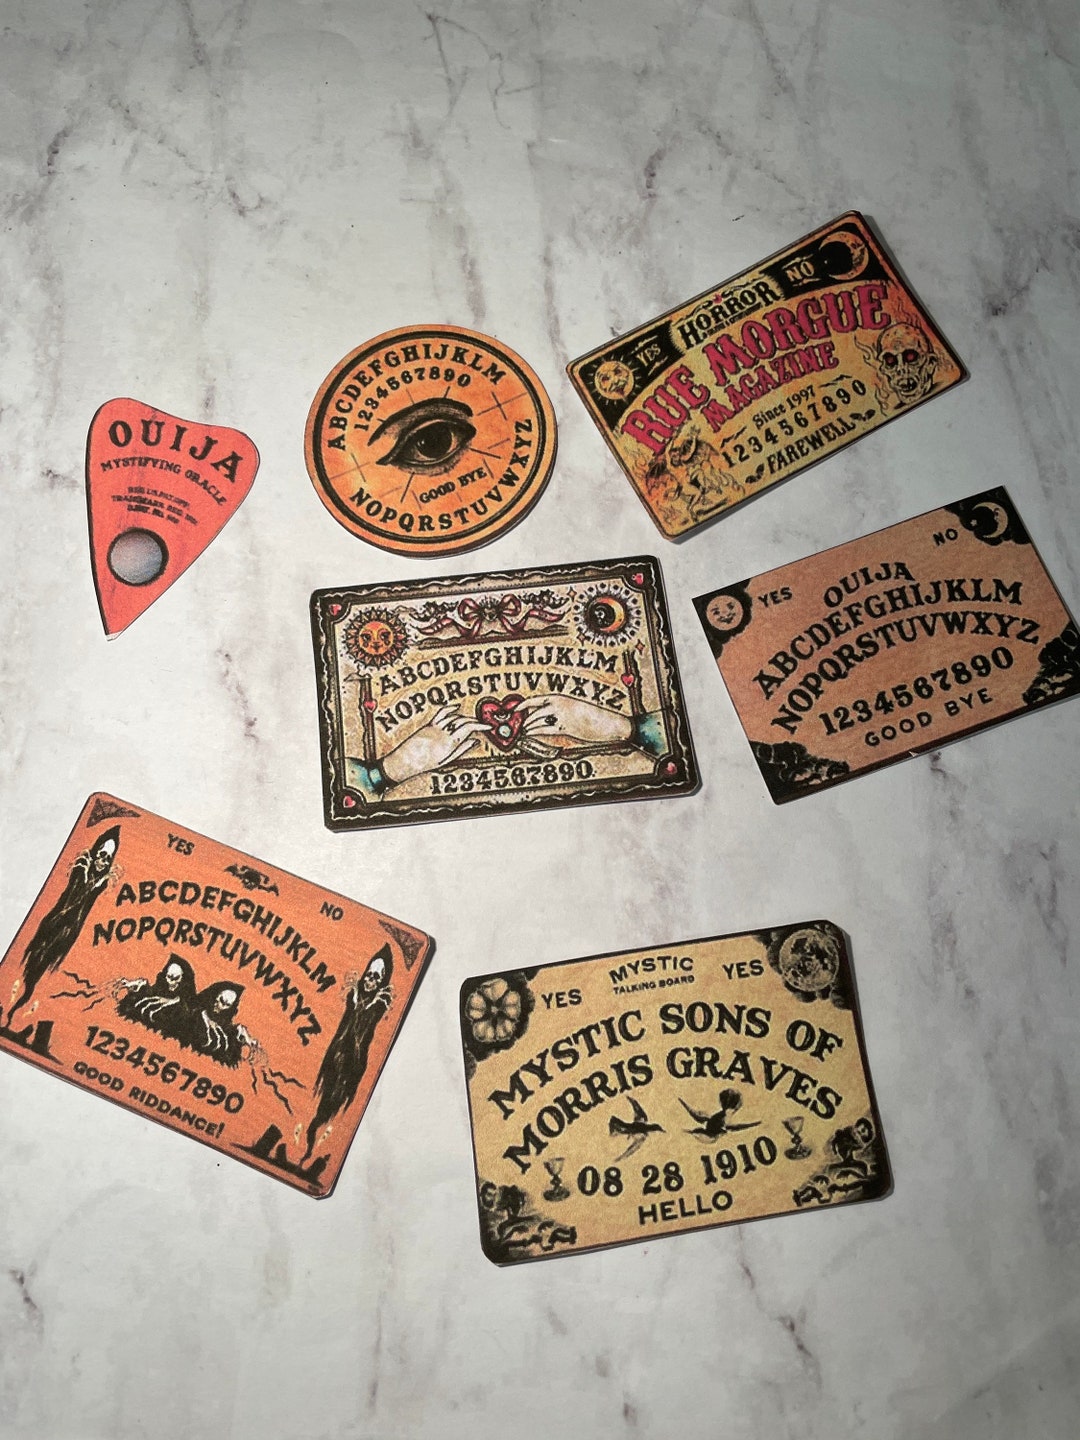 OUIJA
MYSTIFYING ORACLE
ABCDEFGHIJKLM
1234567890
GOOD BYE
NOPQRSTUVWXYZ
YES
HORROR
NO
RUE MORGUE
MAGAZINE
Since 1997
1234567890
FAREWELL
YES
NO
OUIJA
ABCDEFGHIJKLM
NOPQRSTUVWXYZ
1234567890
GOOD BYE
ABCDEFGHIJKLM
NOPQRSTUVWXYZ
1234567890
YES
NO
ABCDEFGHIJKLM
NOPQRSTUVWXYZ
1234567890
GOOD RIDDANCE!
YES
MYSTIC
TALKING BOARD
YES
MYSTIC SONS OF
MORRIS GRAVES
08 28 1910
HELLO